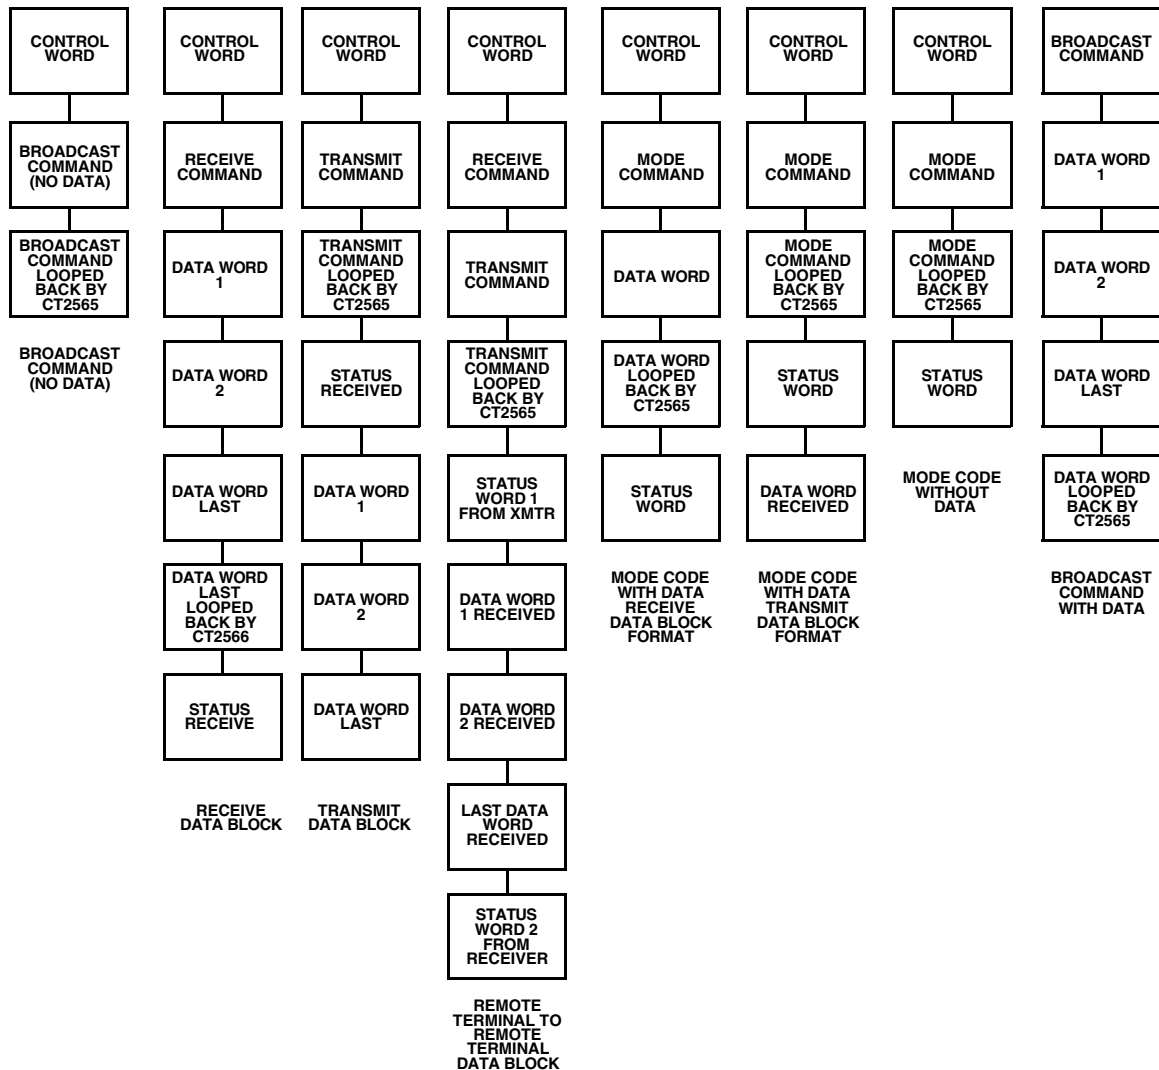 CONTROL
WORD
BROADCAST
COMMAND
(NO DATA)
BROADCAST
COMMAND
LOOPED
BACK BY
CT2565
BROADCAST
COMMAND
(NO DATA)
CONTROL
WORD
RECEIVE
COMMAND
DATA WORD
1
DATA WORD
2
DATA WORD
LAST
DATA WORD
LAST
LOOPED
BACK BY
CT2566
STATUS
RECEIVE
RECEIVE
DATA BLOCK
CONTROL
WORD
TRANSMIT
COMMAND
TRANSMIT
COMMAND
LOOPED
BACK BY
CT2565
STATUS
RECEIVED
DATA WORD
1
DATA WORD
2
DATA WORD
LAST
TRANSMIT
DATA BLOCK
CONTROL
WORD
RECEIVE
COMMAND
TRANSMIT
COMMAND
TRANSMIT
COMMAND
LOOPED
BACK BY
CT2565
STATUS
WORD 1
FROM XMTR
DATA WORD
1 RECEIVED
DATA WORD
2 RECEIVED
LAST DATA
WORD
RECEIVED
STATUS
WORD 2
FROM
RECEIVER
REMOTE
TERMINAL TO
REMOTE
TERMINAL
DATA BLOCK
CONTROL
WORD
MODE
COMMAND
DATA WORD
DATA WORD
LOOPED
BACK BY
CT2565
STATUS
WORD
MODE CODE
WITH DATA
RECEIVE
DATA BLOCK
FORMAT
CONTROL
WORD
MODE
COMMAND
MODE
COMMAND
LOOPED
BACK BY
CT2565
STATUS
WORD
DATA WORD
RECEIVED
MODE CODE
WITH DATA
TRANSMIT
DATA BLOCK
FORMAT
CONTROL
WORD
MODE
COMMAND
MODE
COMMAND
LOOPED
BACK BY
CT2565
STATUS
WORD
MODE CODE
WITHOUT
DATA
BROADCAST
COMMAND
DATA WORD
1
DATA WORD
2
DATA WORD
LAST
DATA WORD
LOOPED
BACK BY
CT2565
BROADCAST
COMMAND
WITH DATA